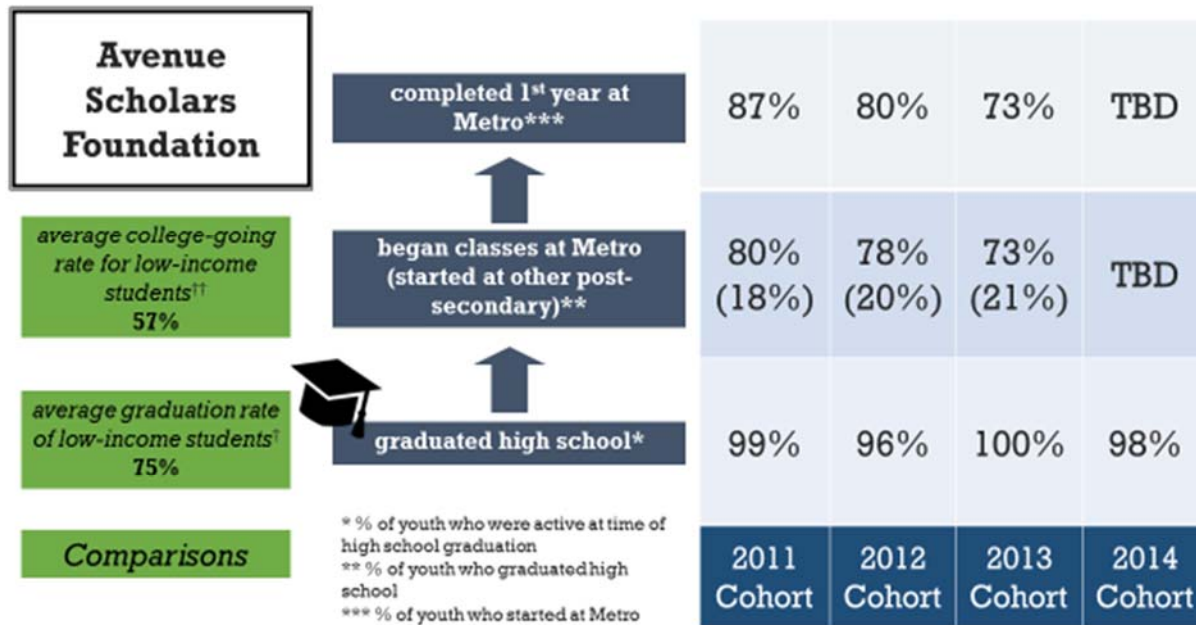 Avenue
Scholars
Foundation
completed 1st year at
Metro***
87%
80%
73%
TBD
average college-going
rate for low-income
students††
57%
began classes at Metro
(started at other post-
secondary)**
80%
(18%)
78%
(20%)
73%
(21%)
TBD
average graduation rate
of low-income students†
75%
graduated high school*
99%
96%
100%
98%
Comparisons
* % of youth who were active at time of
high school graduation
** % of youth who graduated high
school
*** % of youth who started at Metro
2011
Cohort
2012
Cohort
2013
Cohort
2014
Cohort